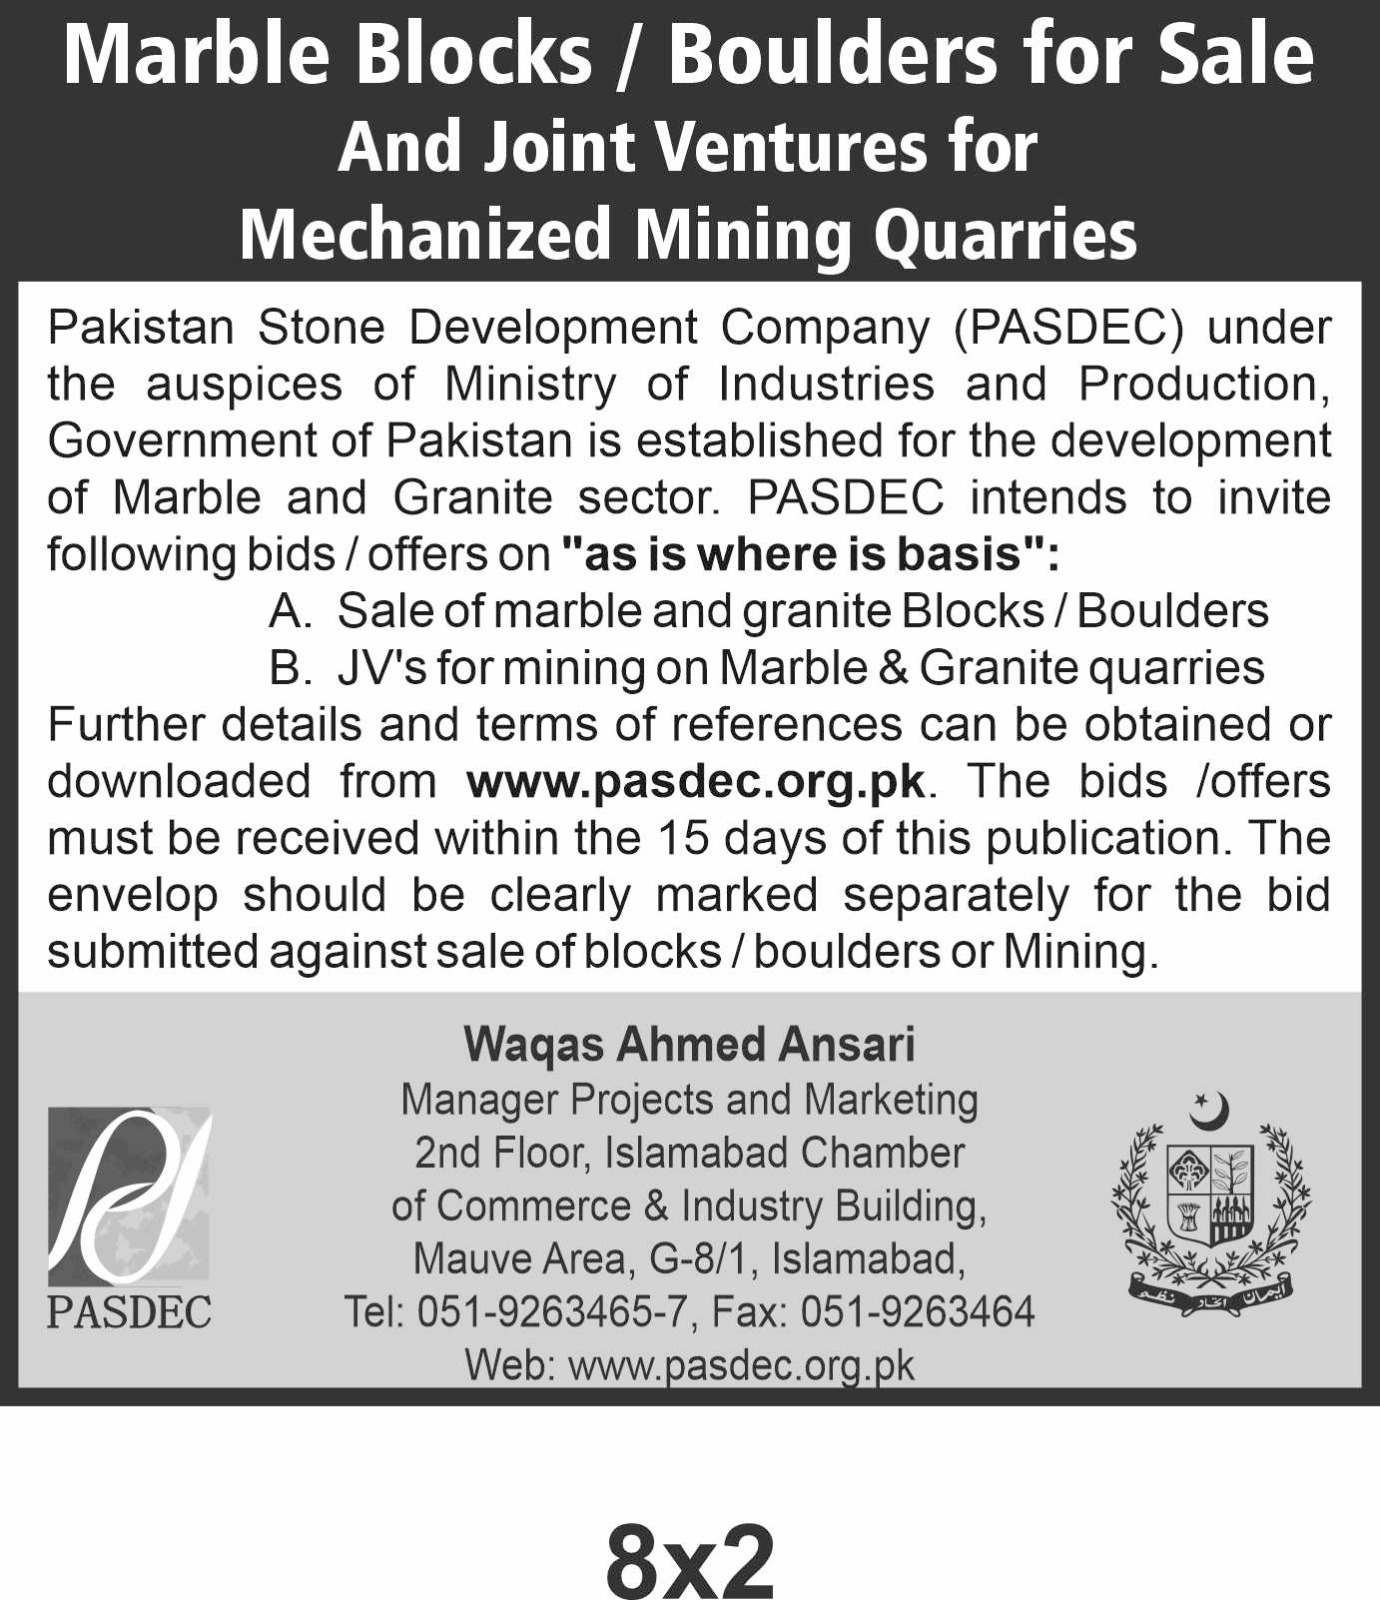 Marble Blocks / Boulders for Sale
And Joint Ventures for
Mechanized Mining Quarries
Pakistan Stone Development Company (PASDEC) under
the auspices of Ministry of Industries and Production,
Government of Pakistan is established for the development
of Marble and Granite sector. PASDEC intends to invite
following bids / offers on "as is where is basis":
A. Sale of marble and granite Blocks / Boulders
B. JV's for mining on Marble & Granite quarries
Further details and terms of references can be obtained or
downloaded from www.pasdec.org.pk. The bids /offers
must be received within the 15 days of this publication. The
envelop should be clearly marked separately for the bid
submitted against sale of blocks / boulders or Mining.
Waqas Ahmed Ansari
Manager Projects and Marketing
2nd Floor, Islamabad Chamber
of Commerce & Industry Building,
Mauve Area, G-8/1, Islamabad,
Tel: 051-9263465-7, Fax: 051-9263464
Web: www.pasdec.org.pk
PASDEC
ایمان اتحاد نظم
8x2